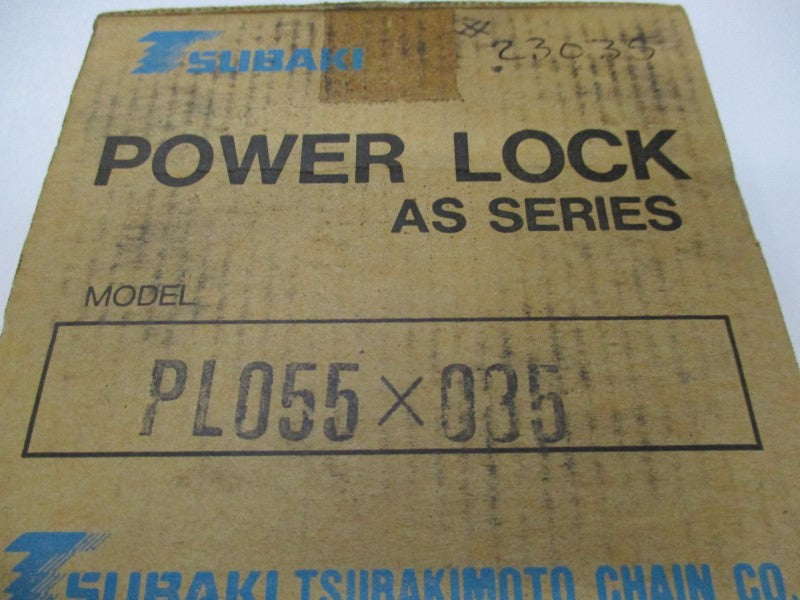 TSUBAKI
# 23035
POWER LOCK
AS SERIES
MODEL
PL055×035
TSUBAKI TSUBAKIMOTO CHAIN CO.